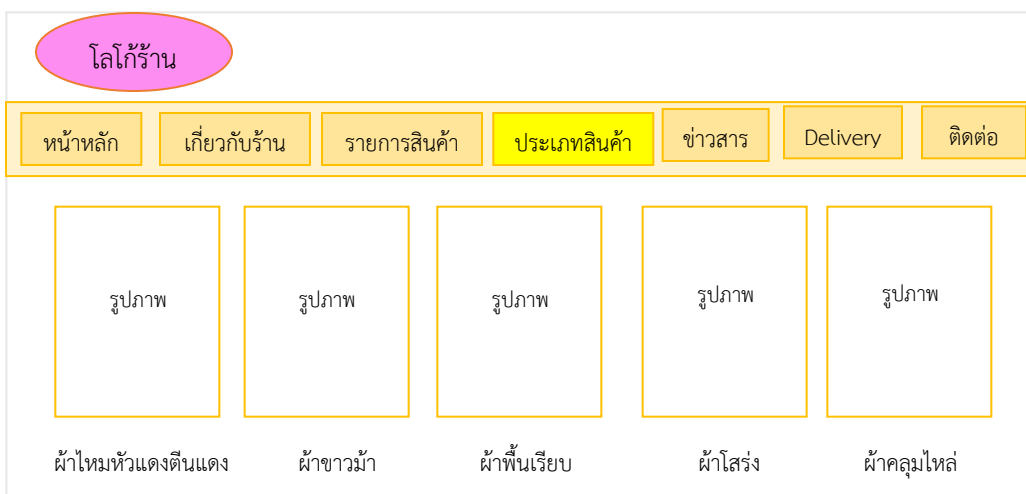 โลโก้ร้าน
หน้าหลัก เกี่ยวกับร้าน รายการสินค้า ประเภทสินค้า ข่าวสาร Delivery ติดต่อ
รูปภาพ รูปภาพ รูปภาพ รูปภาพ รูปภาพ
ผ้าไหมหัวแดงตีนแดง ผ้าขาวม้า ผ้าพื้นเรียบ ผ้าโสร่ง ผ้าคลุมไหล่